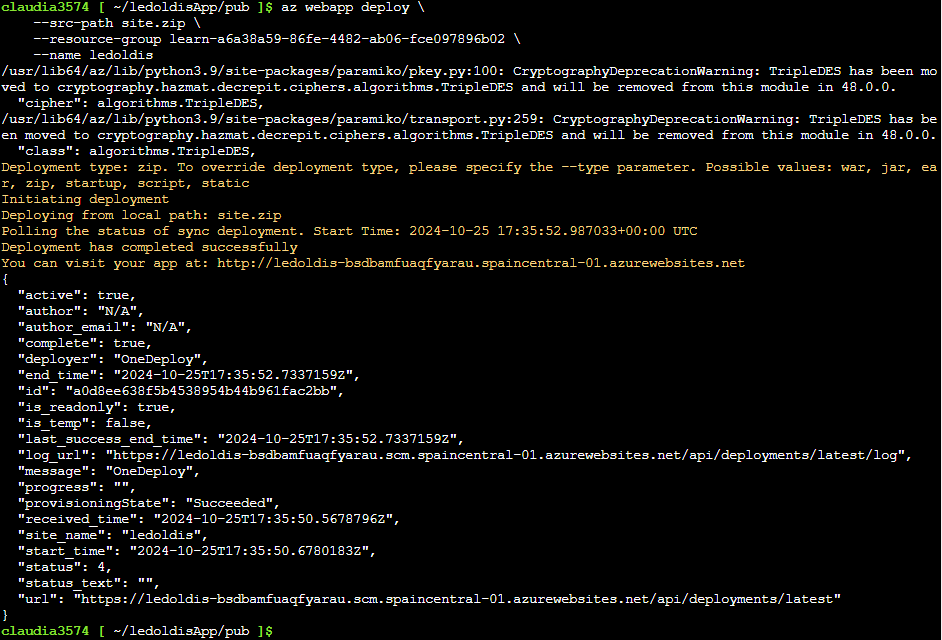 claudia3574 [ ~/ledoldisApp/pub ]$ az webapp deploy \
    --src-path site.zip \
    --resource-group learn-a6a38a59-86fe-4482-ab06-fce097896b02 \
    --name ledoldis
/usr/lib64/az/lib/python3.9/site-packages/paramiko/pkey.py:100: CryptographyDeprecationWarning: TripleDES has been mo
ved to cryptography.hazmat.decrepit.ciphers.algorithms.TripleDES and will be removed from this module in 48.0.0.
  "cipher": algorithms.TripleDES,
/usr/lib64/az/lib/python3.9/site-packages/paramiko/transport.py:259: CryptographyDeprecationWarning: TripleDES has be
en moved to cryptography.hazmat.decrepit.ciphers.algorithms.TripleDES and will be removed from this module in 48.0.0.
  "class": algorithms.TripleDES,
Deployment type: zip. To override deployment type, please specify the --type parameter. Possible values: war, jar, ea
r, zip, startup, script, static
Initiating deployment
Deploying from local path: site.zip
Polling the status of sync deployment. Start Time: 2024-10-25 17:35:52.987033+00:00 UTC
Deployment has completed successfully
You can visit your app at: http://ledoldis-bsdbamfuaqfyarau.spaincentral-01.azurewebsites.net
{
  "active": true,
  "author": "N/A",
  "author_email": "N/A",
  "complete": true,
  "deployer": "OneDeploy",
  "end_time": "2024-10-25T17:35:52.7337159Z",
  "id": "a0d8ee638f5b4538954b44b961fac2bb",
  "is_readonly": true,
  "is_temp": false,
  "last_success_end_time": "2024-10-25T17:35:52.7337159Z",
  "log_url": "https://ledoldis-bsdbamfuaqfyarau.scm.spaincentral-01.azurewebsites.net/api/deployments/latest/log",
  "message": "OneDeploy",
  "progress": "",
  "provisioningState": "Succeeded",
  "received_time": "2024-10-25T17:35:50.5678796Z",
  "site_name": "ledoldis",
  "start_time": "2024-10-25T17:35:50.6780183Z",
  "status": 4,
  "status_text": "",
  "url": "https://ledoldis-bsdbamfuaqfyarau.scm.spaincentral-01.azurewebsites.net/api/deployments/latest"
}
claudia3574 [ ~/ledoldisApp/pub ]$